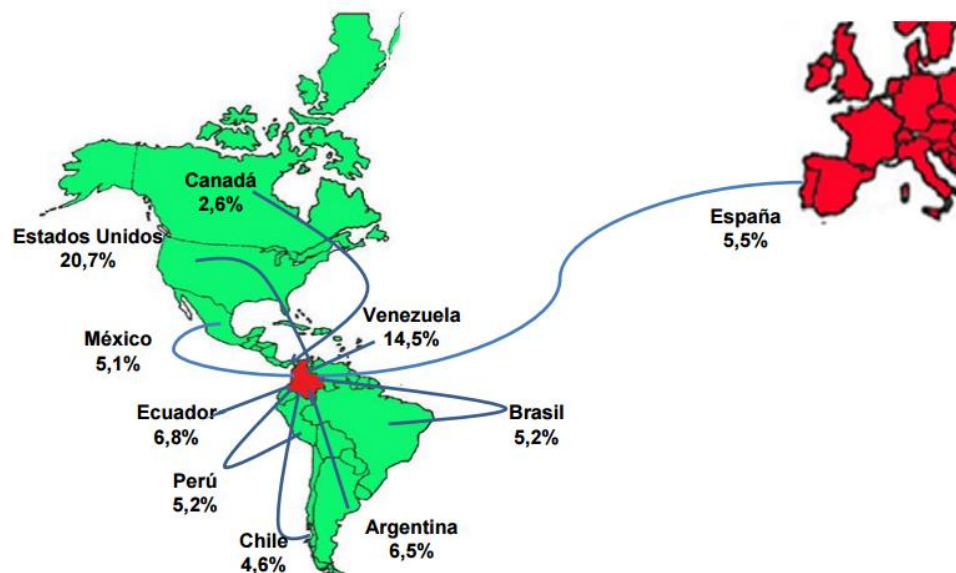 Canadá
2,6%
Estados Unidos
20,7%
España
5,5%
Venezuela
14,5%
México
5,1%
Ecuador
6,8%
Brasil
5,2%
Perú
5,2%
Chile
4,6%
Argentina
6,5%